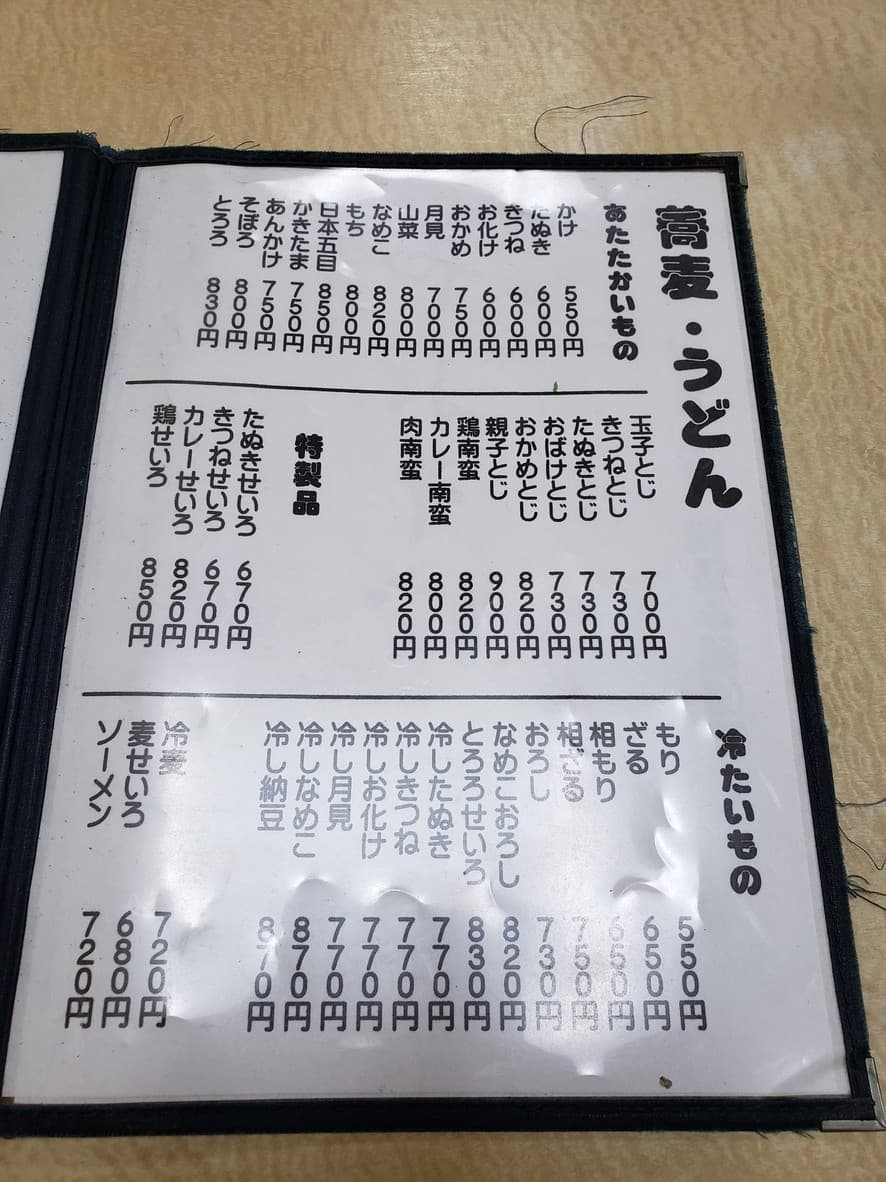 蕎麦・うどん
あたたかいもの
かけ 550円
たぬき 600円
きつね 600円
お化け 600円
おかめ 750円
月見 700円
山菜 800円
なめこ 820円
もち 800円
日本五目 850円
かきたま 750円
あんかけ 750円
そぼろ 800円
とろろ 830円
玉子とじ 700円
きつねとじ 730円
たぬきとじ 730円
おばけとじ 730円
おかめとじ 820円
親子とじ 900円
鶏南蛮 820円
カレー南蛮 800円
肉南蛮 820円
特製品
たぬきせいろ 670円
きつねせいろ 670円
カレーせいろ 820円
鶏せいろ 850円
冷たいもの
もり 550円
ざる 650円
相もり 650円
相ざる 750円
おろし 730円
なめこおろし 820円
とろろせいろ 830円
冷したぬき 770円
冷しきつね 770円
冷しお化け 770円
冷し月見 770円
冷しなめこ 870円
冷し納豆 870円
冷麦 720円
麦せいろ 680円
ソーメン 720円